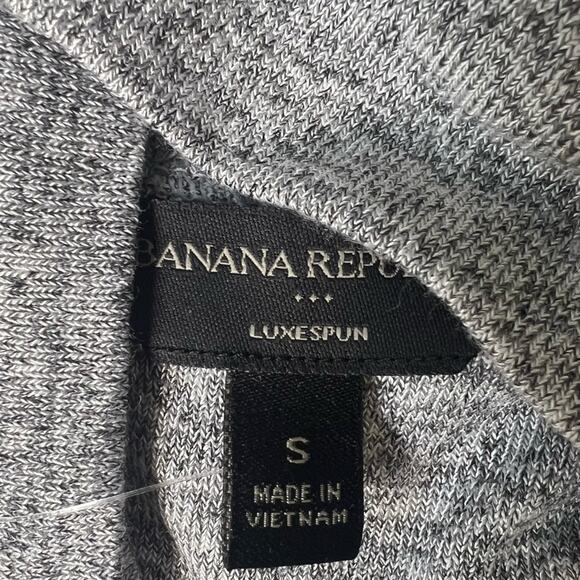 BANANA REPU
LUXESPUN
S
MADE IN
VIETNAM